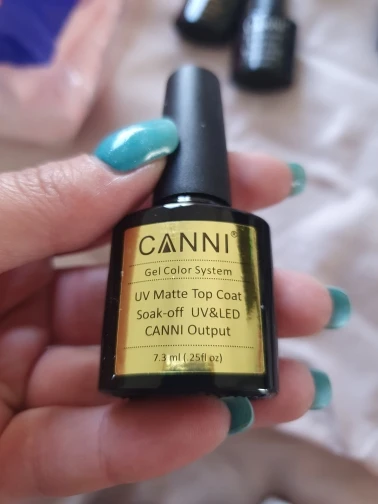 CANNI®
Gel Color System
UV Matte Top Coat
Soak-off UV&LED
CANNI Output
7.3 ml (.25fl oz)